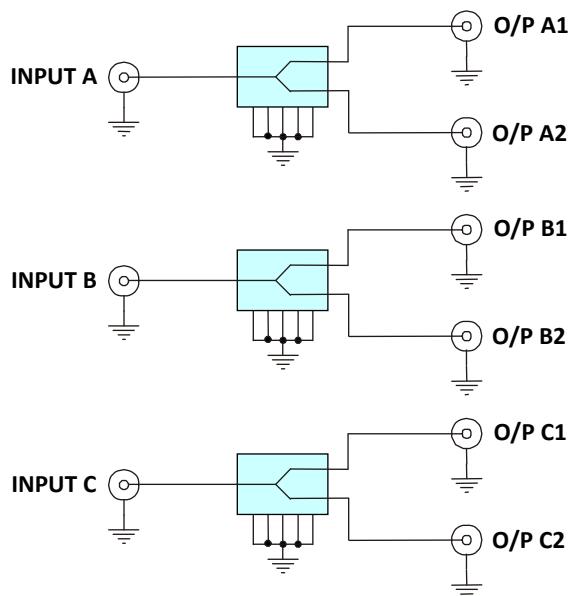 O/P A1
INPUT A
O/P A2
O/P B1
INPUT B
O/P B2
O/P C1
INPUT C
O/P C2